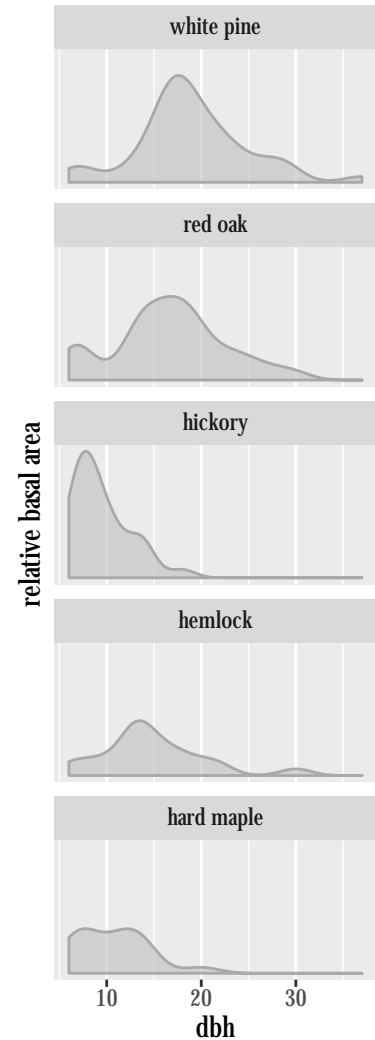 white pine
red oak
hickory
hemlock
hard maple
relative basal area
10 20 30
dbh